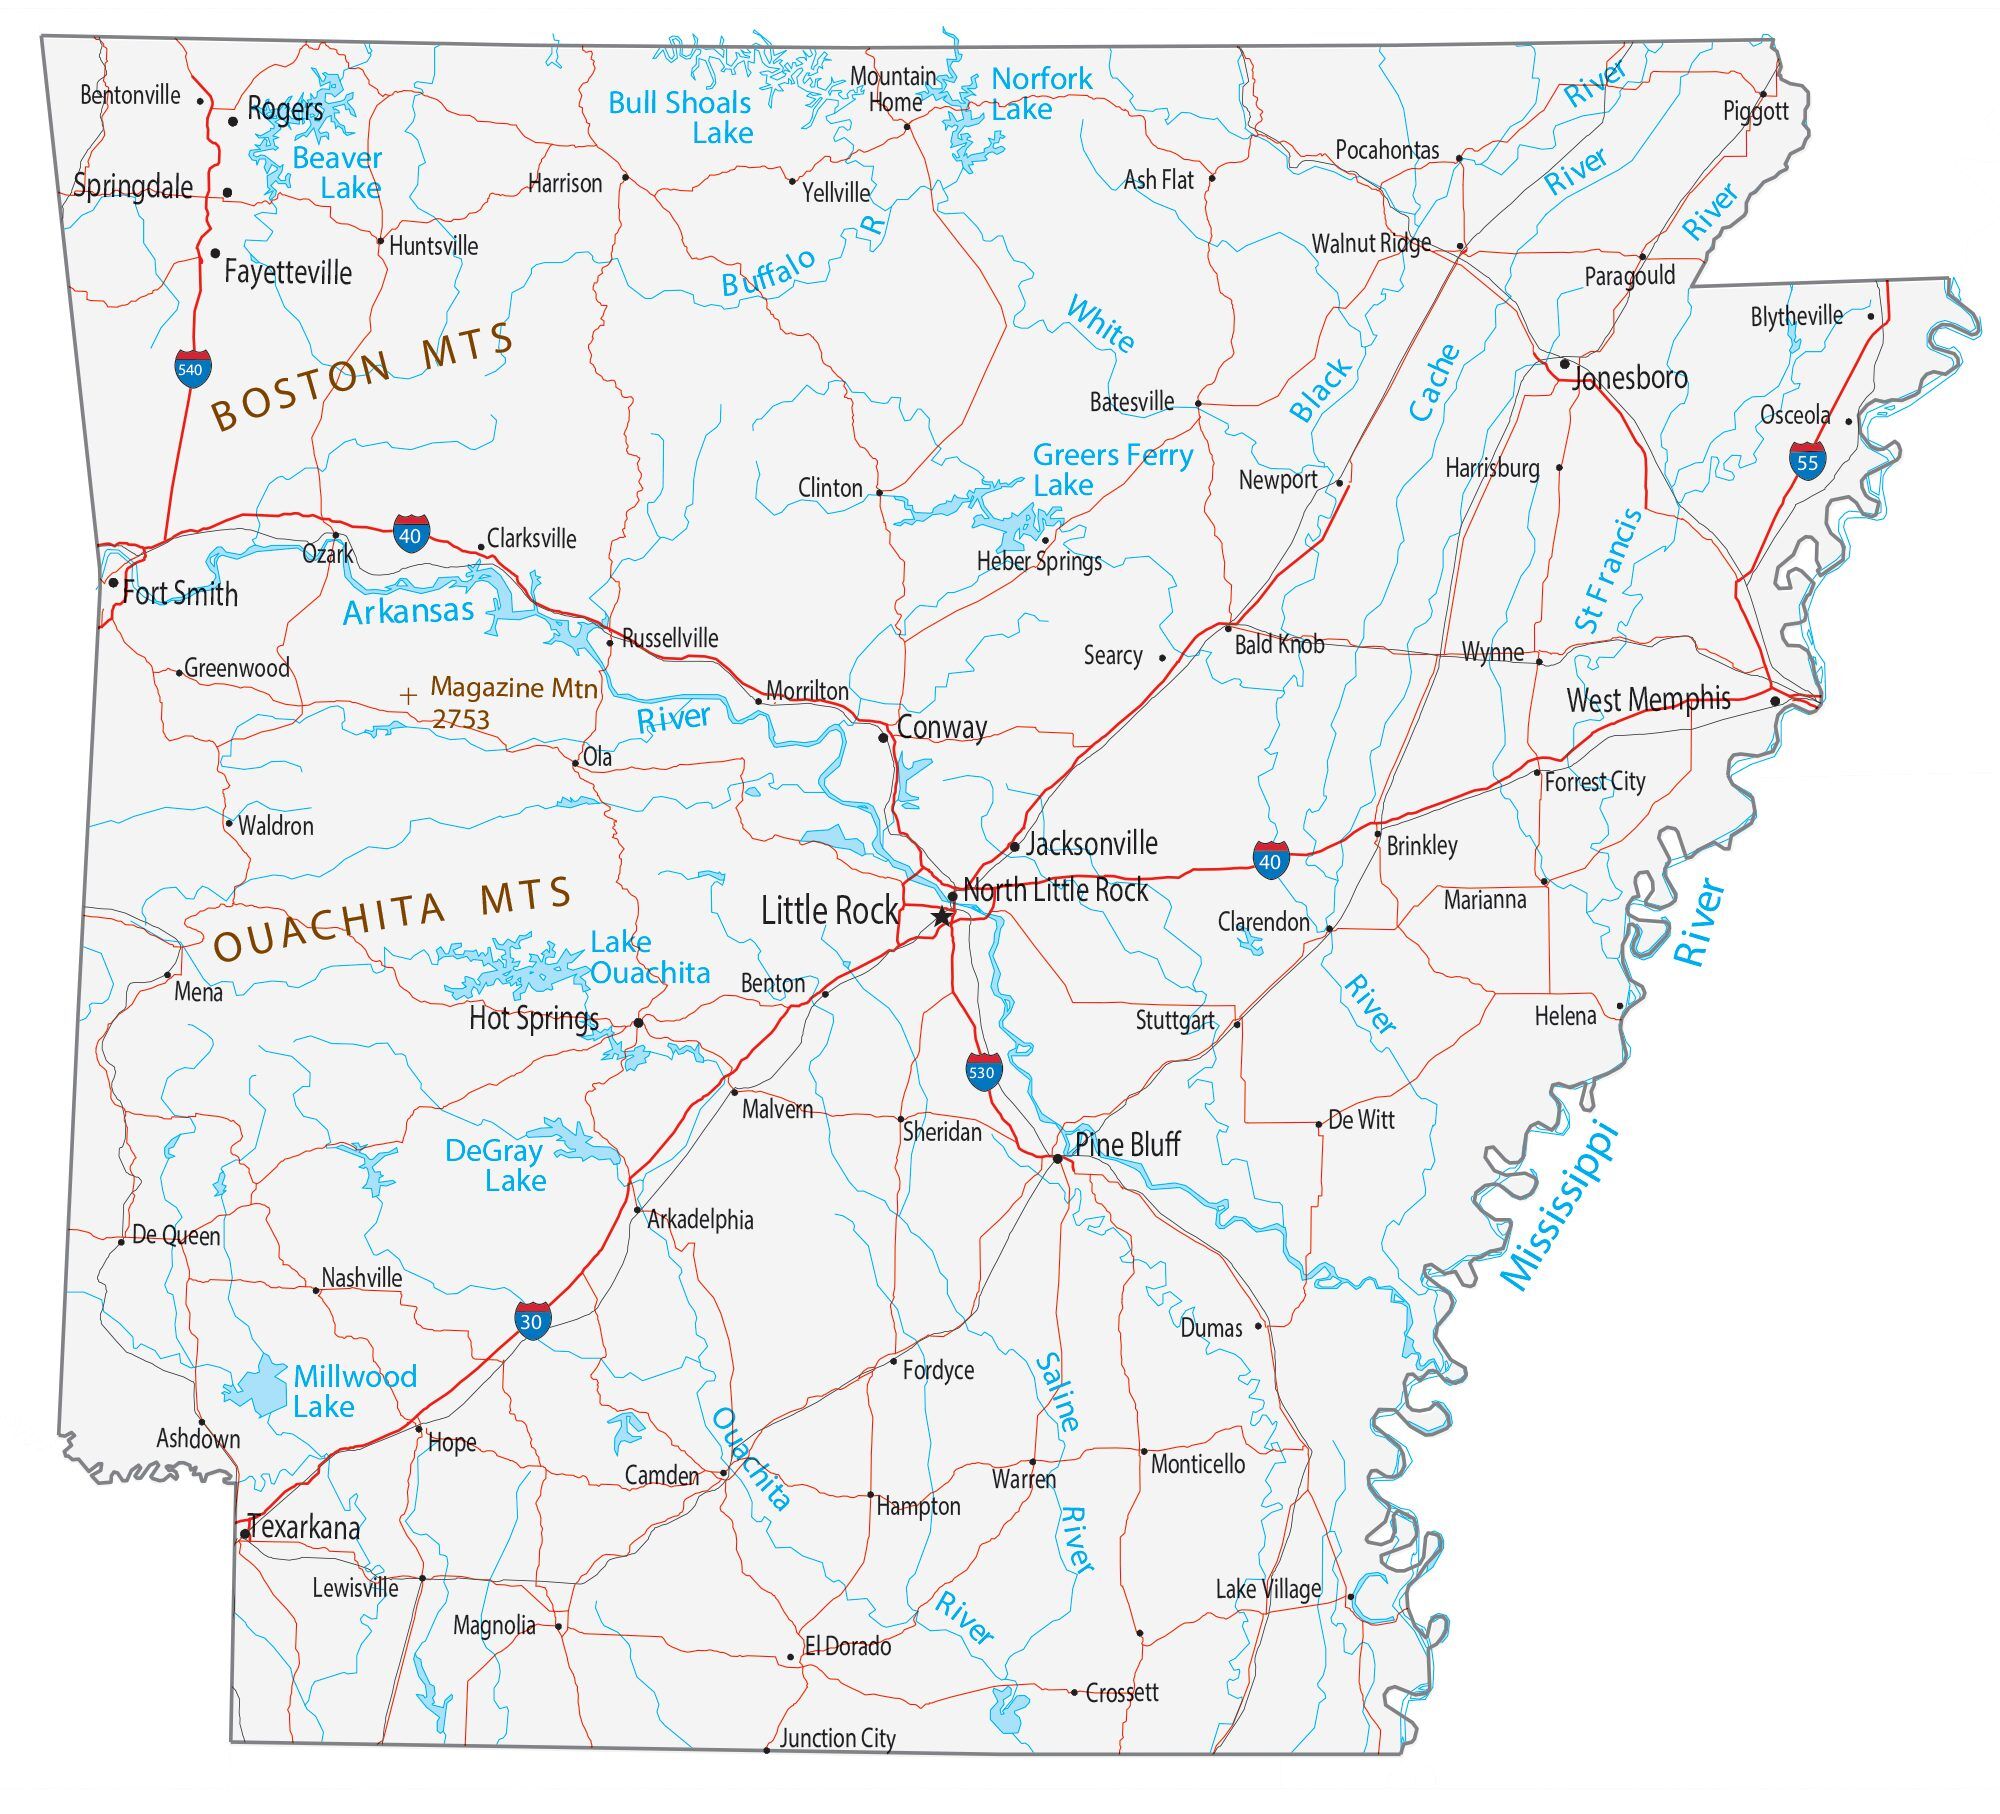 Bentonville
Rogers
Beaver
Lake
Springdale
Fayetteville
Huntsville
Harrison
Bull Shoals
Lake
Yellville
Mountain
Home
Norfork
Lake
Ash Flat
Pocahontas
River
Piggott
River
River
Walnut Ridge
Paragould
Blytheville
Buffalo R
White
Black
Cache
Jonesboro
Osceola
55
540
BOSTON MTS
Batesville
Greers Ferry
Lake
Clinton
Newport
Harrisburg
St Francis
Heber Springs
40
Clarksville
Ozark
Fort Smith
Arkansas
Russellville
Greenwood
Magazine Mtn
2753
River
Morrilton
Conway
Searcy
Bald Knob
Wynne
West Memphis
Ola
Forrest City
Waldron
Jacksonville
40
Brinkley
North Little Rock
Little Rock
Marianna
Clarendon
River
OUACHITA MTS
Lake
Ouachita
Mena
Benton
Hot Springs
Stuttgart
River
Helena
530
Malvern
Sheridan
De Witt
Pine Bluff
Mississippi
DeGray
Lake
Arkadelphia
De Queen
Nashville
30
Dumas
Millwood
Lake
Fordyce
Saline
Ashdown
Hope
Ouachita
Camden
Warren
Monticello
Hampton
Texarkana
River
Lewisville
Lake Village
Magnolia
River
El Dorado
Crossett
Junction City